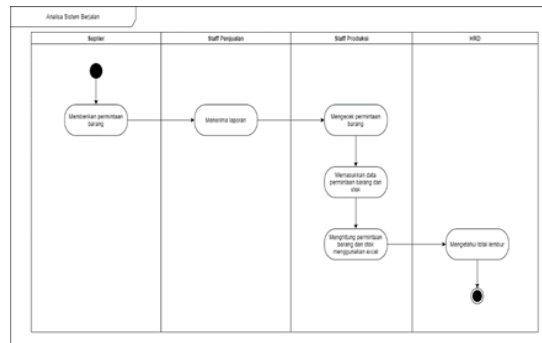 Analisa Sistem Berjalan
Suplier
Staff Penjualan
Staff Produksi
HRD
Memberikan permintaan
barang
Menerima laporan
Mengecek permintaan
barang
Memasukkan data
permintaan barang dan
stok
Menghitung permintaan
barang dan stok
menggunakan excel
Mengetahui total lembur